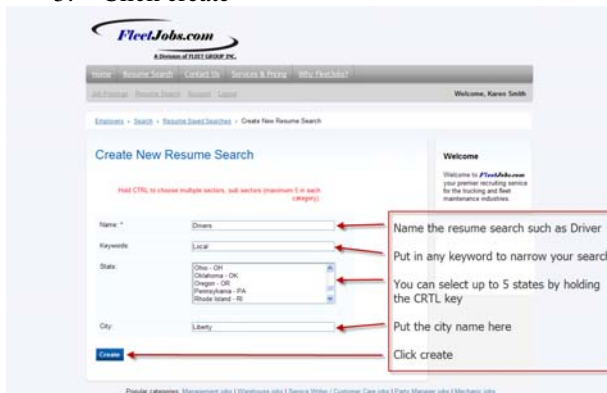 Click create
FleetJobs.com
A Division of FLEET GROUP INC.
Home Resume Search Contact Us Services & Pricing Why FleetJobs?
Job Postings Resume Search Account Logout
Welcome, Karen Smith
Employers > Search > Resume Saved Searches > Create New Resume Search
Create New Resume Search
Hold CTRL to choose multiple sectors, sub sectors (maximum 5 in each
category)
Name: * Drivers
Keywords: Local
State: Ohio - OH
Oklahoma - OK
Oregon - OR
Pennsylvania - PA
Rhode Island - RI
City: Liberty
Create
Welcome
Welcome to FleetJobs.com
your premier recruiting service
for the trucking and fleet
maintenance industries.
Name the resume search such as Driver
Put in any keyword to narrow your search
You can select up to 5 states by holding
the CRTL key
Put the city name here
Click create
Popular categories: Management jobs | Warehouse jobs | Service Writer / Customer Care jobs | Parts Manager jobs | Mechanic jobs